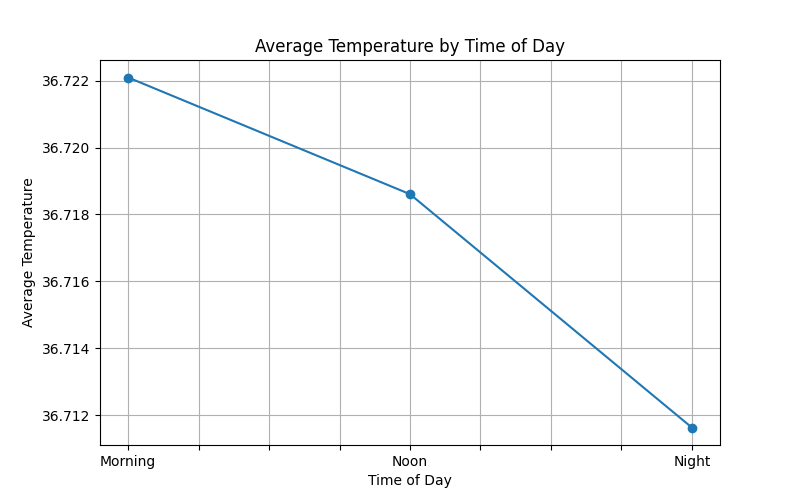 Average Temperature by Time of Day
36.722
36.720
36.718
36.716
36.714
36.712
Average Temperature
Morning
Noon
Night
Time of Day